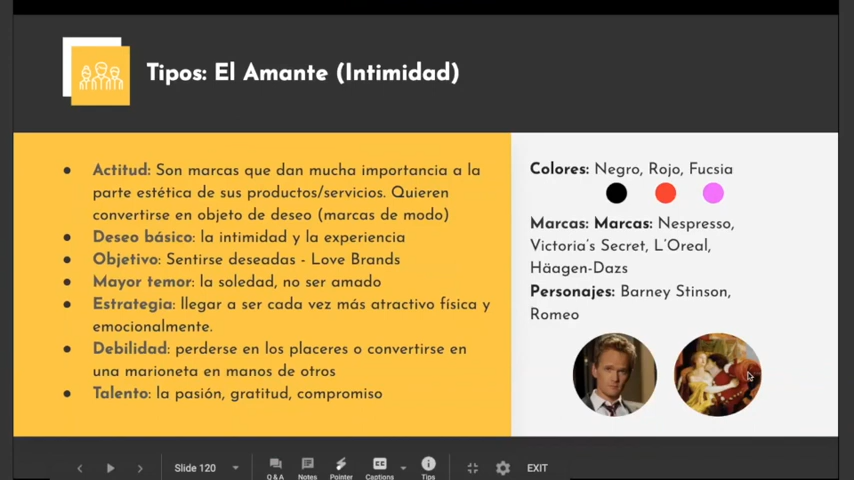 Tipos: El Amante (Intimidad)
● Actitud: Son marcas que dan mucha importancia a la
parte estética de sus productos/servicios. Quieren
convertirse en objeto de deseo (marcas de modo)
● Deseo básico: la intimidad y la experiencia
● Objetivo: Sentirse deseadas - Love Brands
● Mayor temor: la soledad, no ser amado
● Estrategia: llegar a ser cada vez más atractivo física y
emocionalmente.
● Debilidad: perderse en los placeres o convertirse en
una marioneta en manos de otros
● Talento: la pasión, gratitud, compromiso
Colores: Negro, Rojo, Fucsia
Marcas: Marcas: Nespresso,
Victoria's Secret, L'Oreal,
Häagen-Dazs
Personajes: Barney Stinson,
Romeo
Slide 120
Q & A
Notes
Pointer
Captions
Tips
EXIT